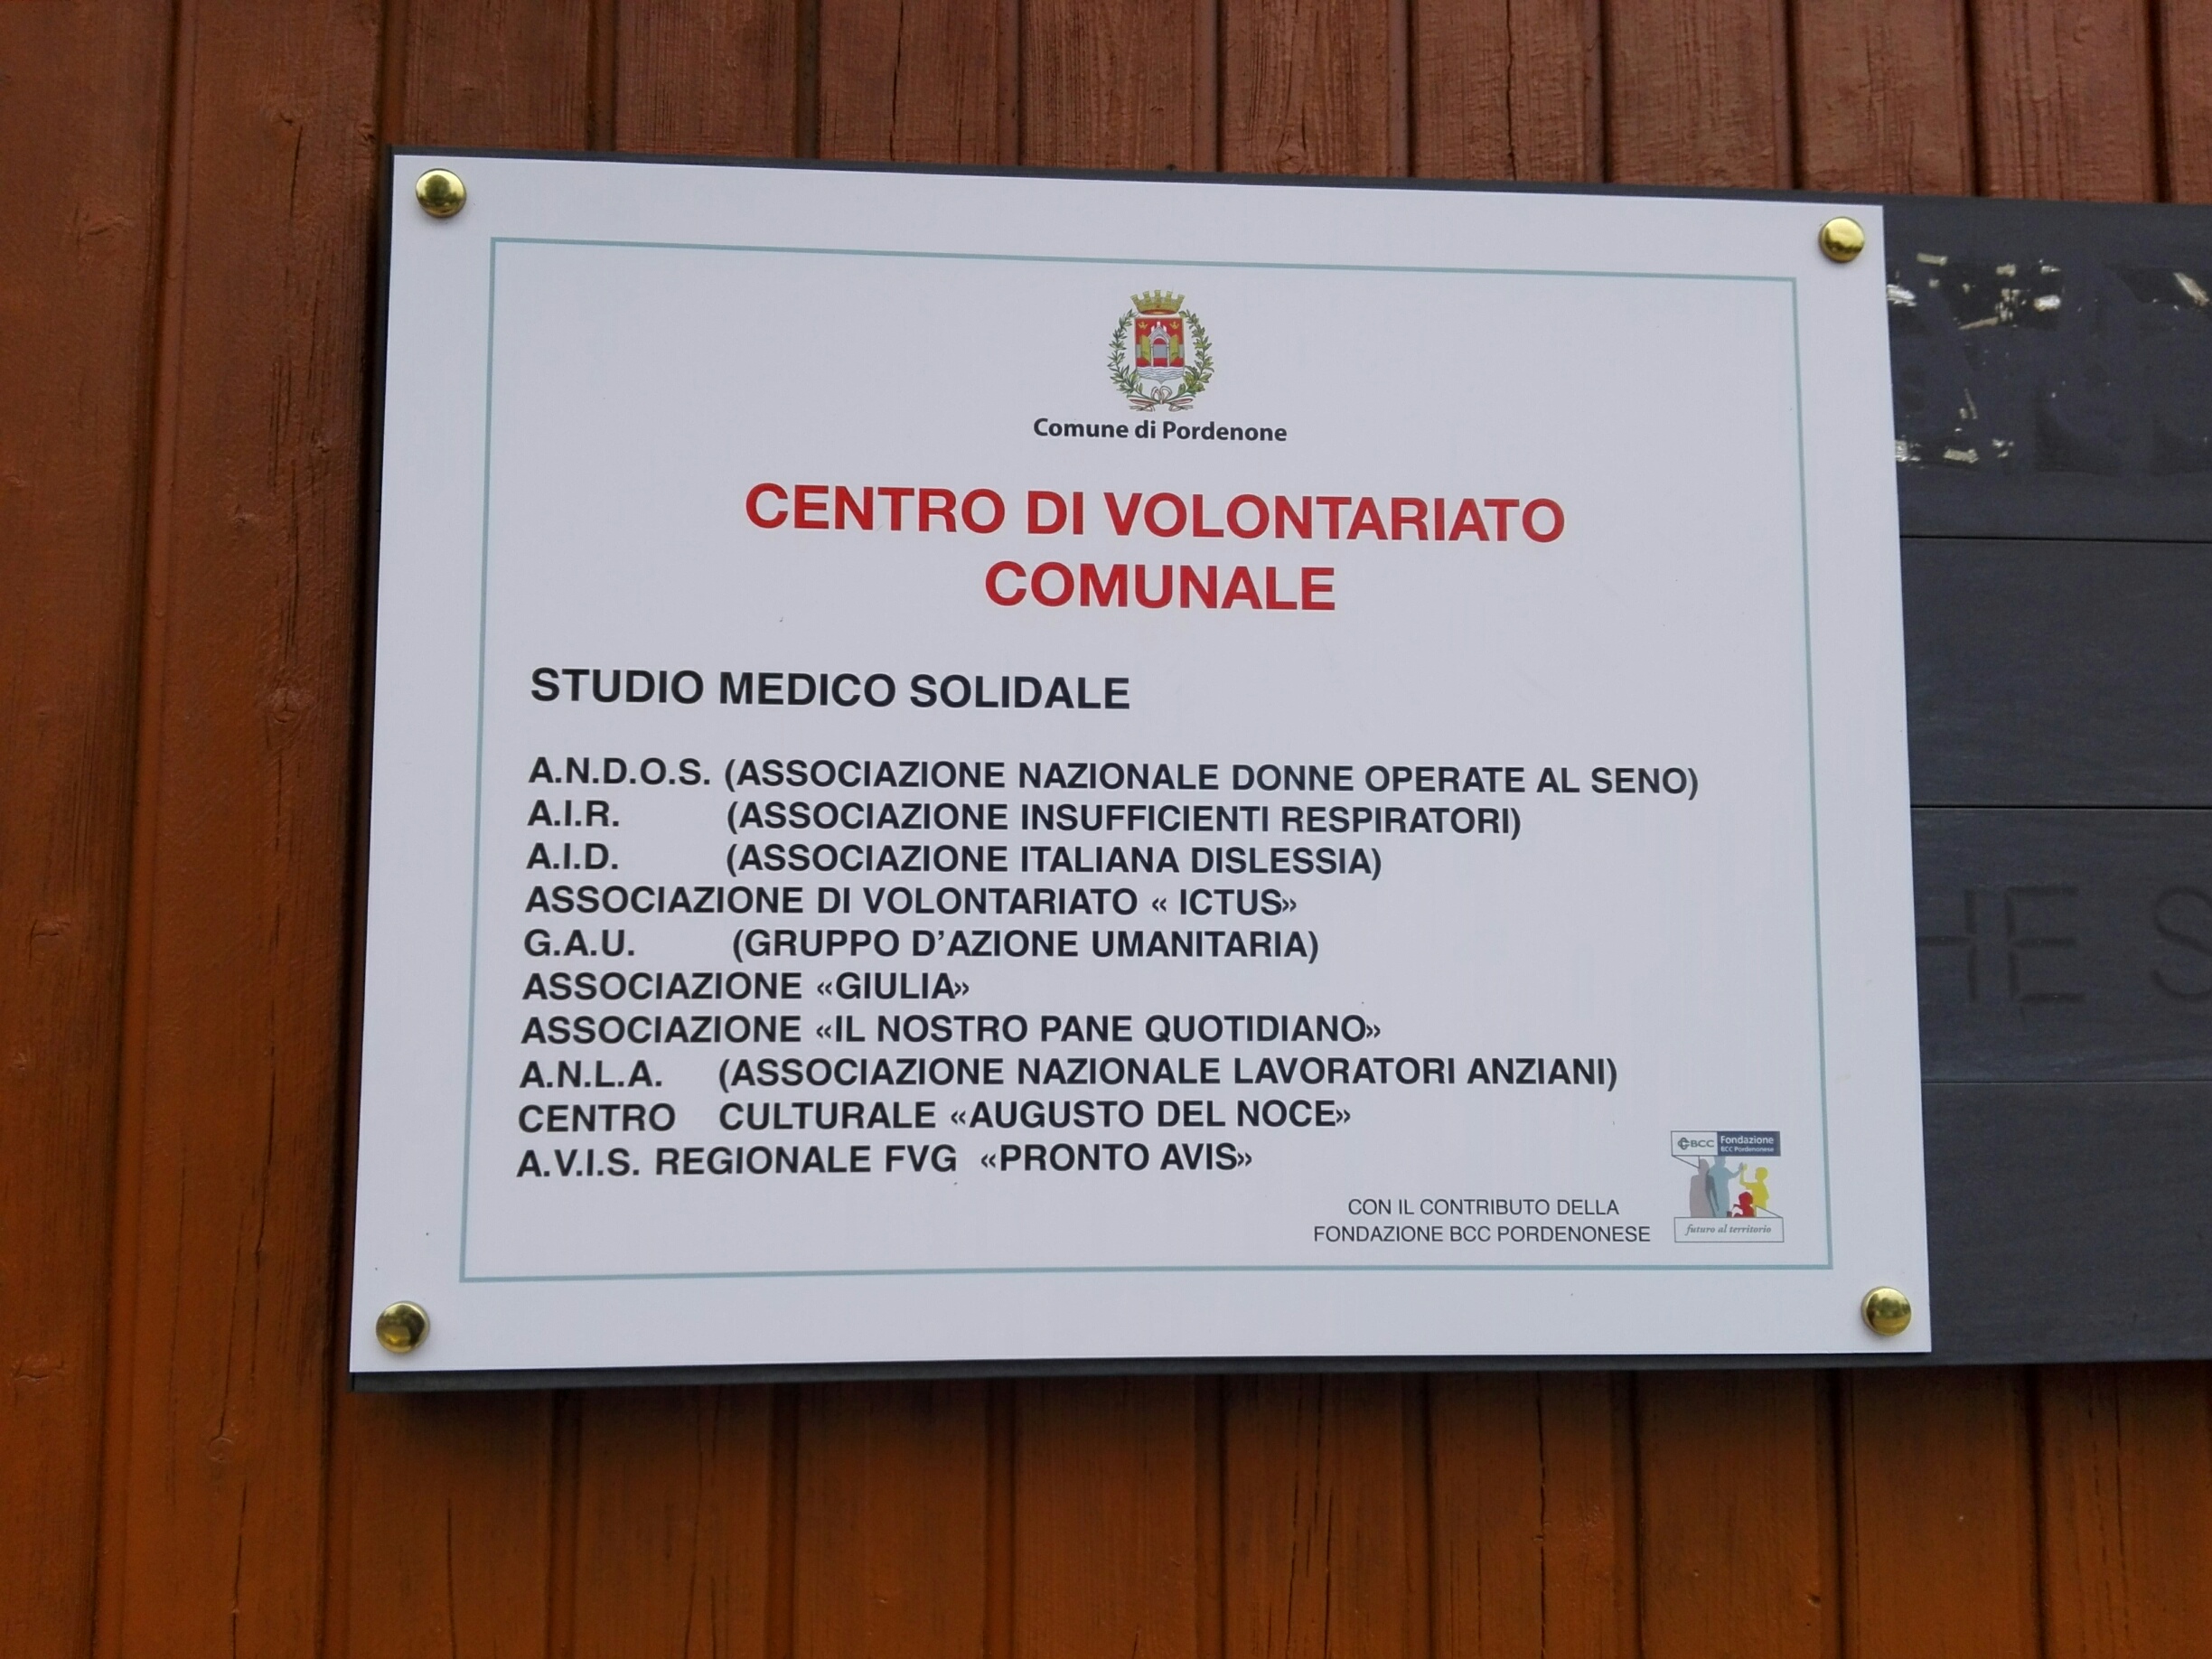 Comune di Pordenone
CENTRO DI VOLONTARIATO
COMUNALE
STUDIO MEDICO SOLIDALE
A.N.D.O.S. (ASSOCIAZIONE NAZIONALE DONNE OPERATE AL SENO)
A.I.R. (ASSOCIAZIONE INSUFFICIENTI RESPIRATORI)
A.I.D. (ASSOCIAZIONE ITALIANA DISLESSIA)
ASSOCIAZIONE DI VOLONTARIATO « ICTUS»
G.A.U. (GRUPPO D'AZIONE UMANITARIA)
ASSOCIAZIONE «GIULIA»
ASSOCIAZIONE «IL NOSTRO PANE QUOTIDIANO»
A.N.L.A. (ASSOCIAZIONE NAZIONALE LAVORATORI ANZIANI)
CENTRO CULTURALE «AUGUSTO DEL NOCE»
A.V.I.S. REGIONALE FVG «PRONTO AVIS»
CON IL CONTRIBUTO DELLA
FONDAZIONE BCC PORDENONESE
BCC Fondazione
BCC Pordenonese
futuro al territorio